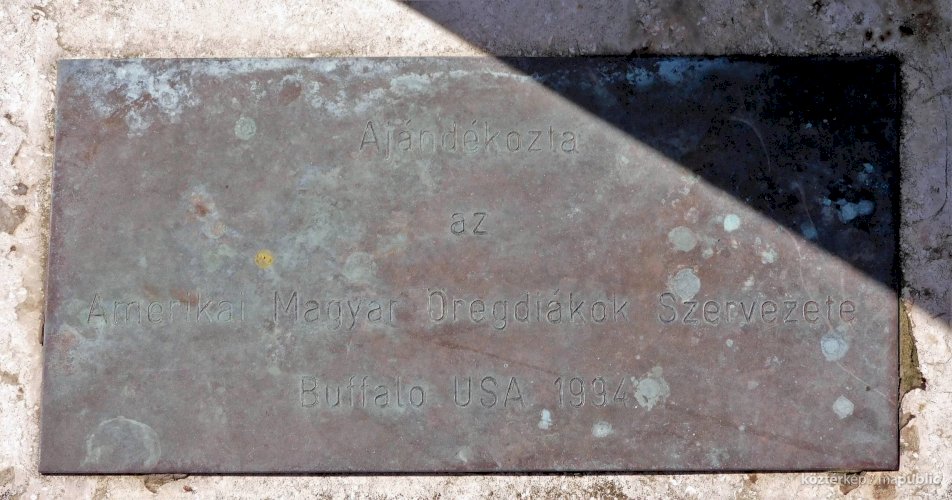 Ajándékozta
az
Amerikai Magyar Öregdiákok Szervezete
Buffalo USA 1994
köztérkép / mapublic